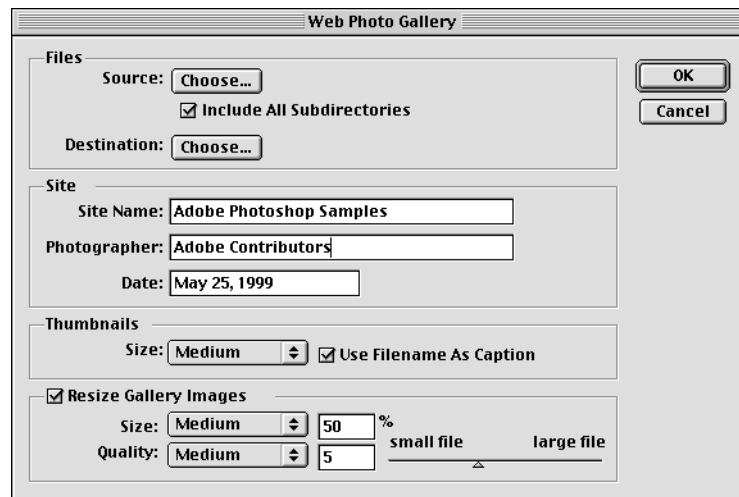 Web Photo Gallery
Files
Source: Choose...
Include All Subdirectories
Destination: Choose...
OK
Cancel
Site
Site Name: Adobe Photoshop Samples
Photographer: Adobe Contributors
Date: May 25, 1999
Thumbnails
Size: Medium Use Filename As Caption
Resize Gallery Images
Size: Medium 50 %
Quality: Medium 5 small file large file